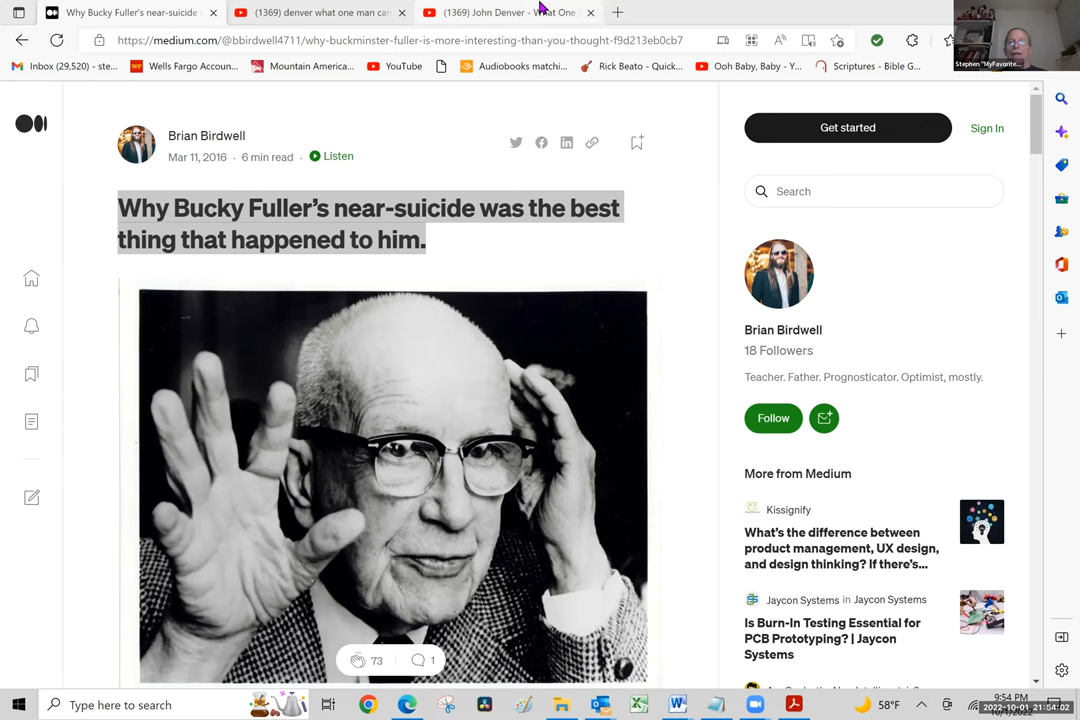 Why Bucky Fuller's near-suicide
(1369) denver what one man can
(1369) John Denver - What One
https://medium.com/@bbirdwell4711/why-buckminster-fuller-is-more-interesting-than-you-thought-f9d213eb0cb7
Inbox (29,520) - ste...
Wells Fargo Accoun...
Mountain America...
YouTube
Audiobooks matchi...
Rick Beato - Quick...
Ooh Baby, Baby - Y...
Scriptures - Bible G...
Stephen "MyFavorite...
Brian Birdwell
Mar 11, 2016 · 6 min read · Listen
Why Bucky Fuller's near-suicide was the best
thing that happened to him.
73
1
Get started
Sign In
Search
Brian Birdwell
18 Followers
Teacher. Father. Prognosticator. Optimist, mostly.
Follow
More from Medium
Kissignify
What's the difference between
product management, UX design,
and design thinking? If there's...
Jaycon Systems in Jaycon Systems
Is Burn-In Testing Essential for
PCB Prototyping? | Jaycon
Systems
Type here to search
58°F
9:54 PM
2022-10-01 21:54:02